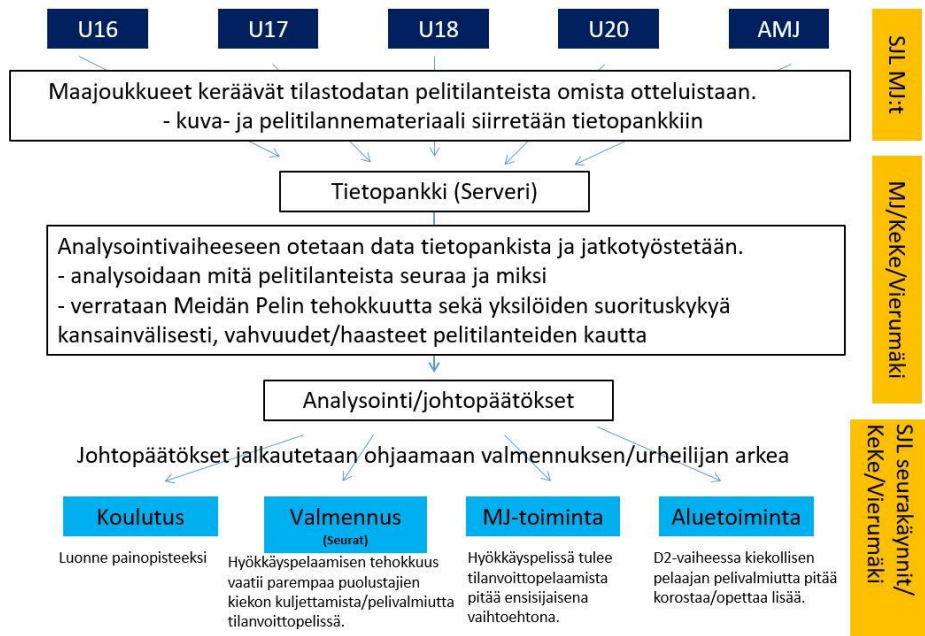 U16
U17
U18
U20
AMJ
SJL MJ:t
Maajoukkueet keräävät tilastodatan pelitilanteista omista otteluistaan.
- kuva- ja pelitilannemateriaali siirretään tietopankkiin
Tietopankki (Serveri)
MJ/KeKe/Vierumäki
Analysointivaiheeseen otetaan data tietopankista ja jatkotyöstetään.
- analysoidaan mitä pelitilanteista seuraa ja miksi
- verrataan Meidän Pelin tehokkuutta sekä yksilöiden suorituskykyä
kansainvälisesti, vahvuudet/haasteet pelitilanteiden kautta
Analysointi/johtopäätökset
SJL seurakäynnit/
KeKe/Vierumäki
Johtopäätökset jalkautetaan ohjaamaan valmennuksen/urheilijan arkea
Koulutus
Luonne painopisteeksi
Valmennus
(Seurat)
Hyökkäyspelaamisen tehokkuus
vaatii parempaa puolustajien
kiekon kuljettamista/pelivalmiutta
tilanvoittopelissä.
MJ-toiminta
Hyökkäyspelissä tulee
tilanvoittopelaamista
pitää ensisijaisena
vaihtoehtona.
Aluetoiminta
D2-vaiheessa kiekollisen
pelaajan pelivalmiutta pitää
korostaa/opettaa lisää.